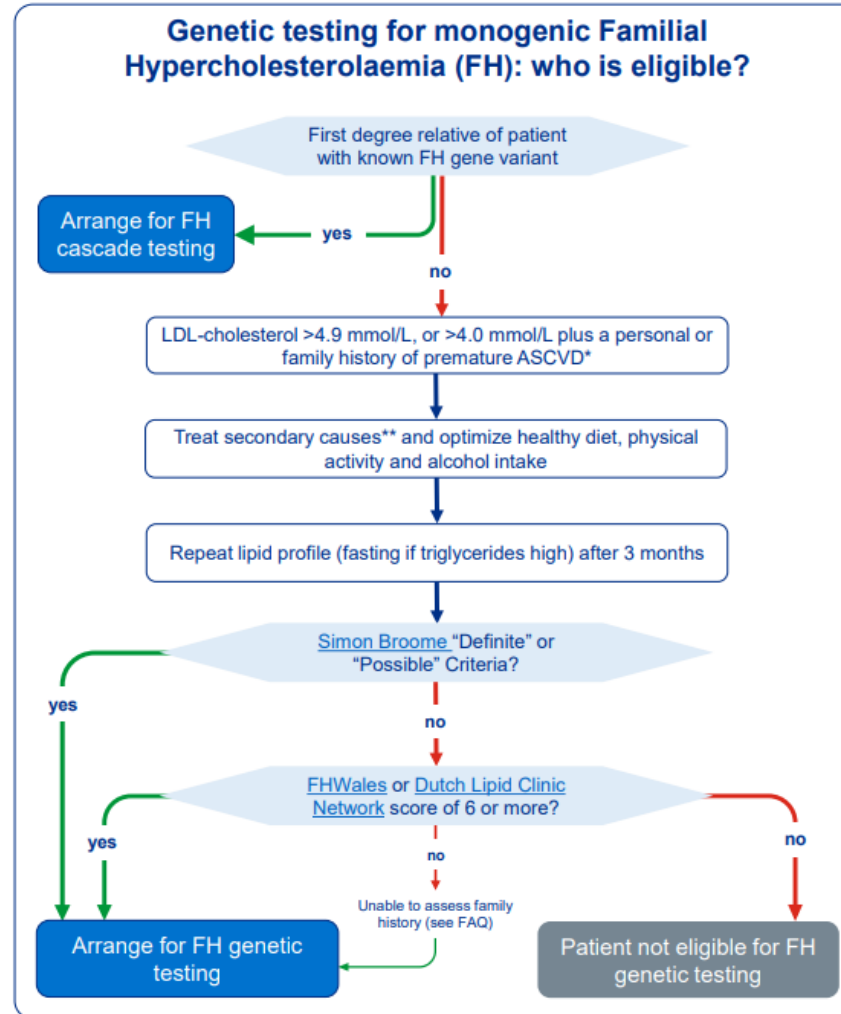 Genetic testing for monogenic Familial
Hypercholesterolaemia (FH): who is eligible?
First degree relative of patient
with known FH gene variant
Arrange for FH
cascade testing
yes
no
LDL-cholesterol >4.9 mmol/L, or >4.0 mmol/L plus a personal or
family history of premature ASCVD*
Treat secondary causes** and optimize healthy diet, physical
activity and alcohol intake
Repeat lipid profile (fasting if triglycerides high) after 3 months
Simon Broome “Definite” or
“Possible” Criteria?
yes
no
FHWales or Dutch Lipid Clinic
Network score of 6 or more?
yes
no
no
Unable to assess family
history (see FAQ)
Arrange for FH genetic
testing
Patient not eligible for FH
genetic testing